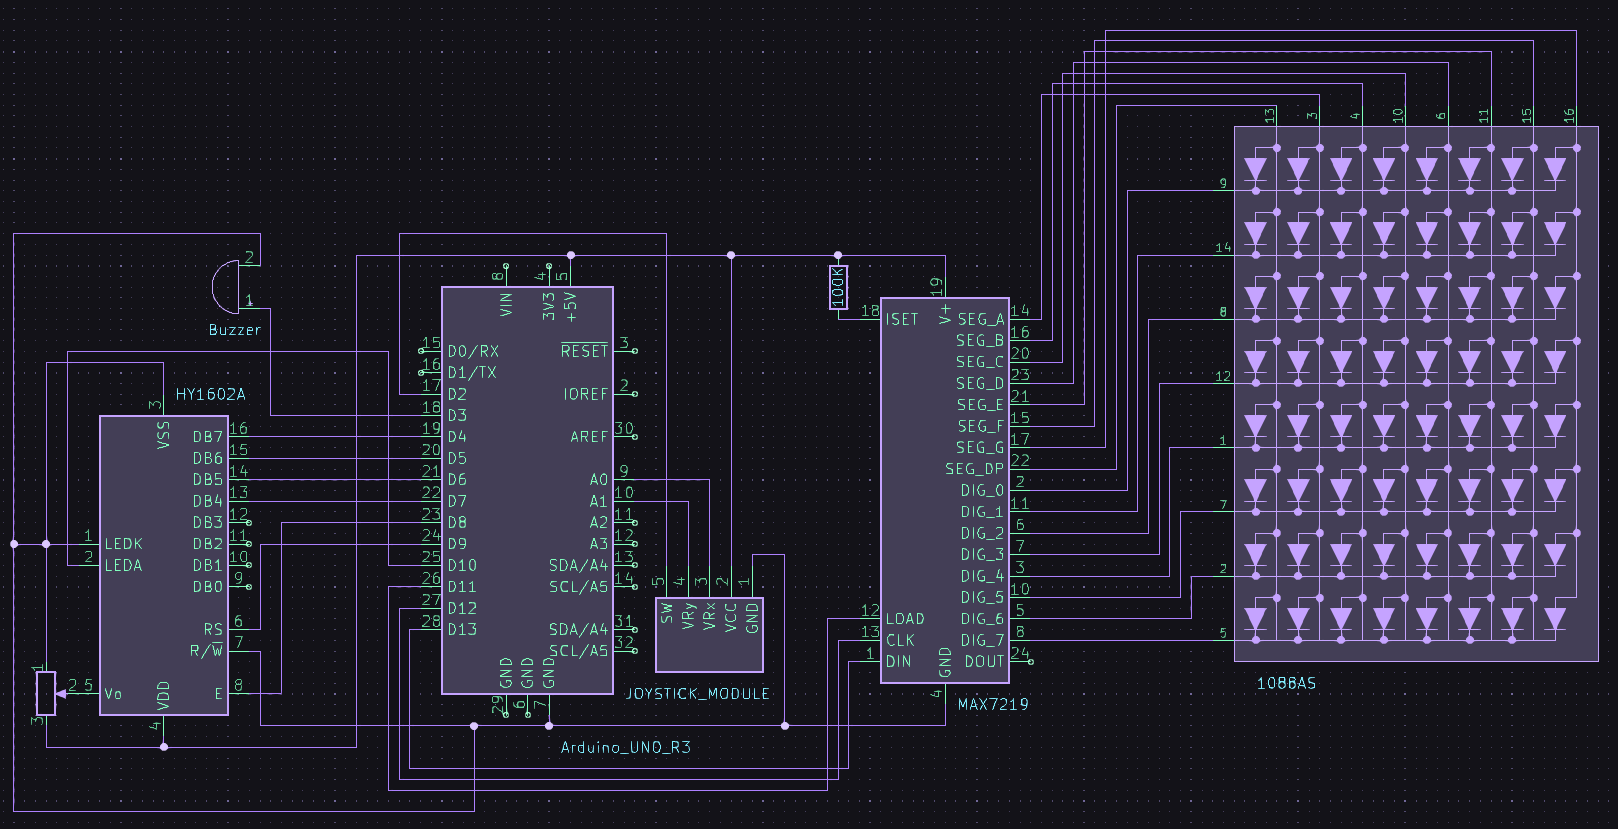 13 3 4 10 6 11 15 16
9
14
8
12
1
7
2
5
1088AS
2
1
Buzzer
HY1602A
3
VSS
DB7 16
DB6 15
DB5 14
DB4 13
DB3 12
1 LEDK DB2 11
2 LEDA DB1 10
DB0 9
RS 6
R/W 7
5 Vo E 8
VDD
4
1
2
3
8 4 5
VIN 3V3 +5V
15 D0/RX RESET 3
16 D1/TX
17 D2 IOREF 2
18 D3
19 D4 AREF 30
20 D5
21 D6 A0 9
22 D7 A1 10
23 D8 A2 11
24 D9 A3 12
25 D10 SDA/A4 13
26 D11 SCL/A5 14
27 D12
28 D13 SDA/A4 31
SCL/A5 32
GND GND GND
29 6 7
Arduino_UNO_R3
5 4 3 2 1
SW VRy VRx VCC GND
JOYSTICK_MODULE
100K
19
V+
18 ISET SEG_A 14
SEG_B 16
SEG_C 20
SEG_D 23
SEG_E 21
SEG_F 15
SEG_G 17
SEG_DP 22
DIG_0 2
DIG_1 11
DIG_2 6
DIG_3 7
DIG_4 3
DIG_5 10
12 LOAD DIG_6 5
13 CLK DIG_7 8
1 DIN DOUT 24
GND
4
MAX7219